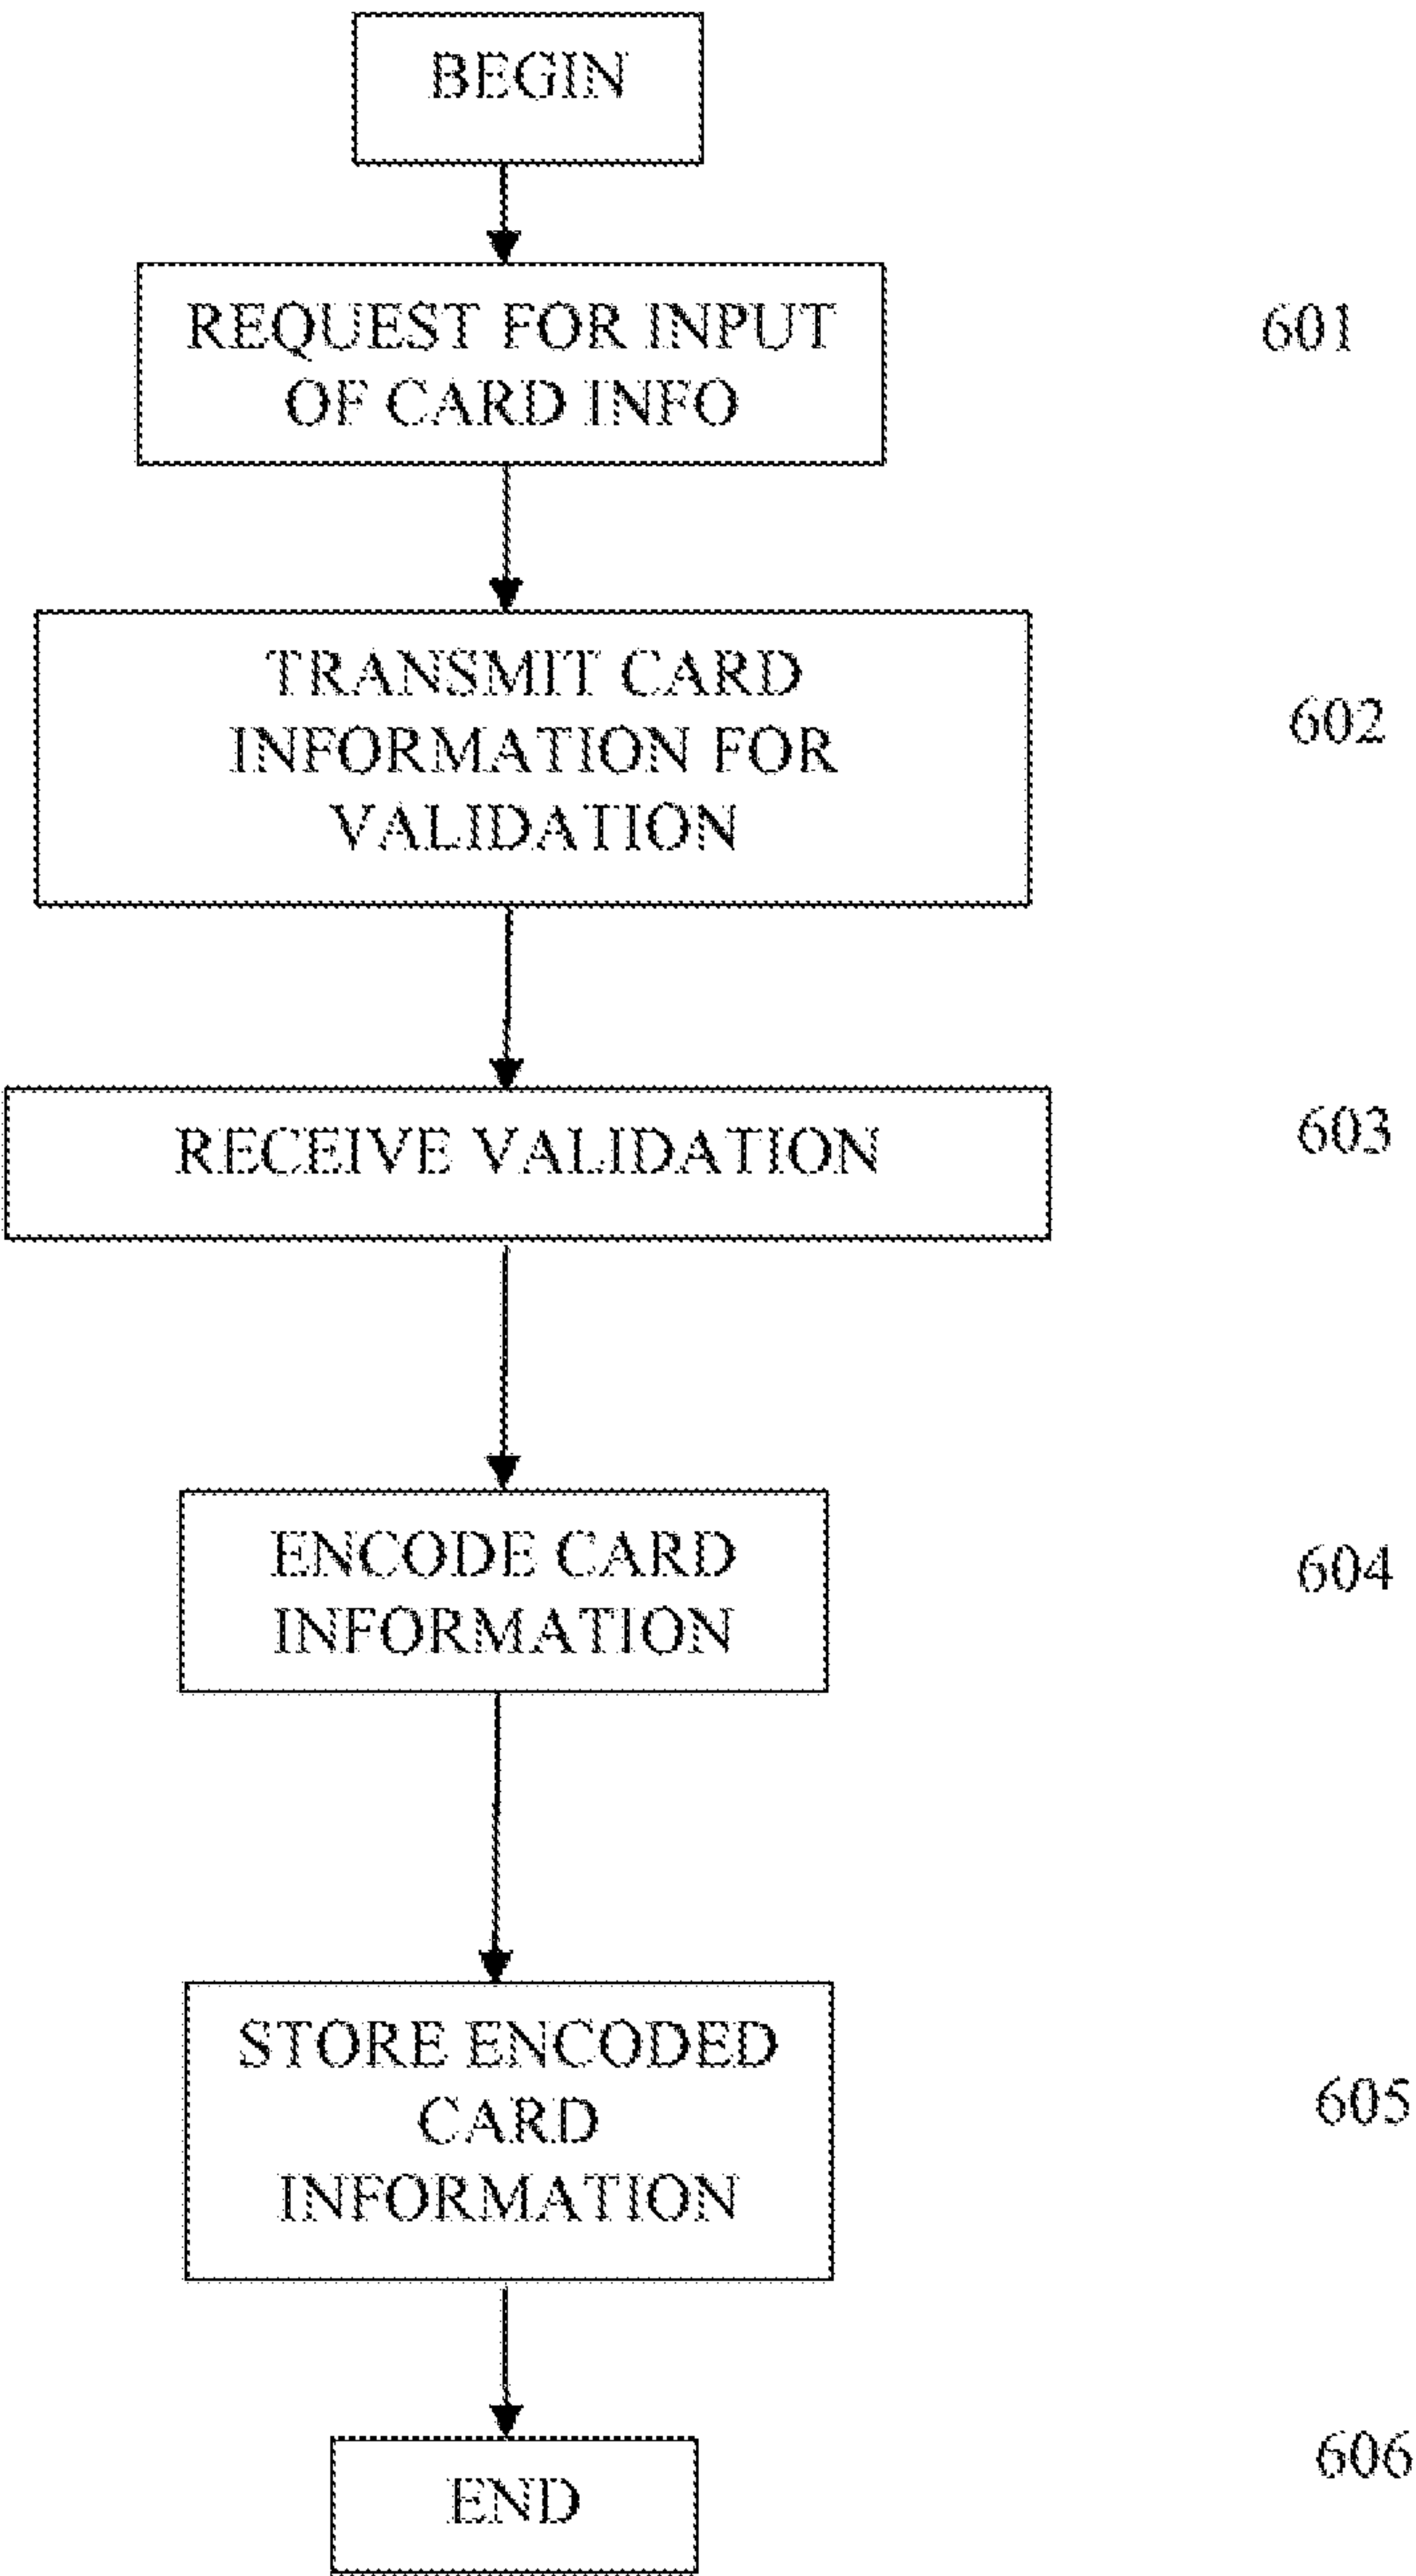 BEGIN
REQUEST FOR INPUT
OF CARD INFO
601
TRANSMIT CARD
INFORMATION FOR
VALIDATION
602
RECEIVE VALIDATION
603
ENCODE CARD
INFORMATION
604
STORE ENCODED
CARD
INFORMATION
605
END
606